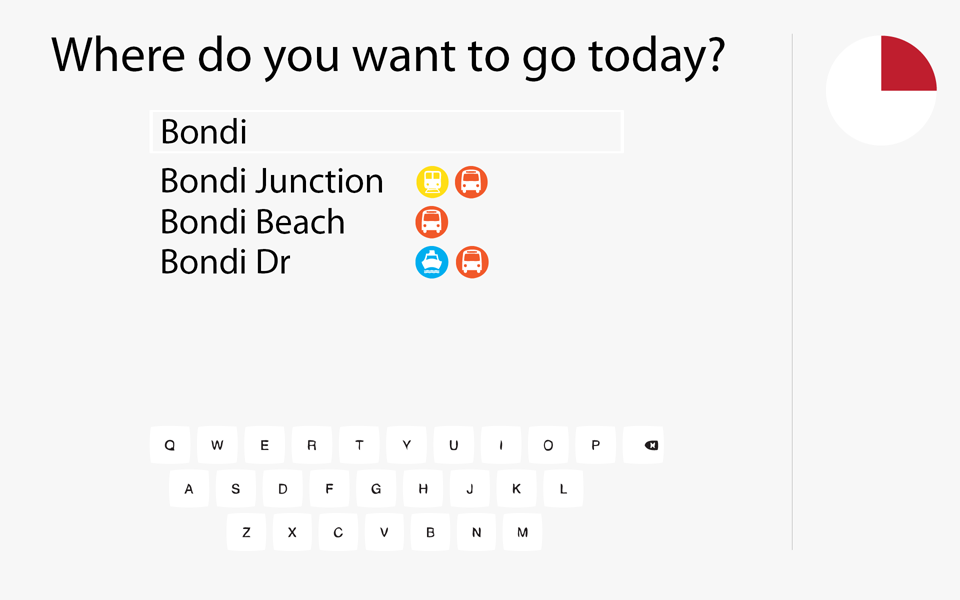 Where do you want to go today?
Bondi
Bondi Junction
Bondi Beach
Bondi Dr
Q W E R T Y U I O P
A S D F G H J K L
Z X C V B N M